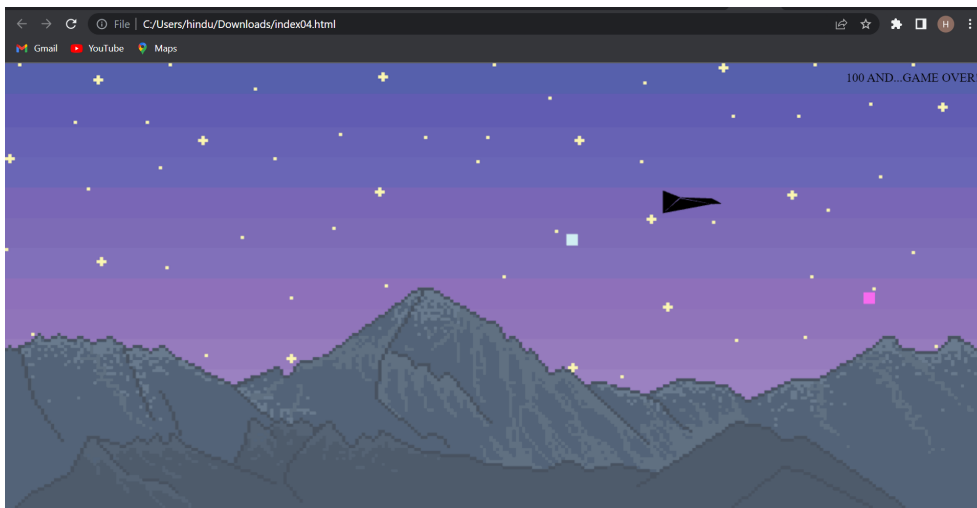 File | C:/Users/hindu/Downloads/index04.html
H
Gmail YouTube Maps
100 AND...GAME OVER!